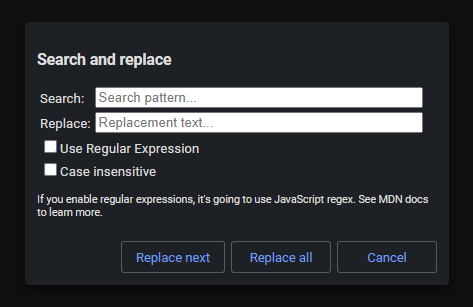 Search and replace
Search: Search pattern...
Replace: Replacement text...
Use Regular Expression
Case insensitive
If you enable regular expressions, it's going to use JavaScript regex. See MDN docs
to learn more.
Replace next Replace all Cancel